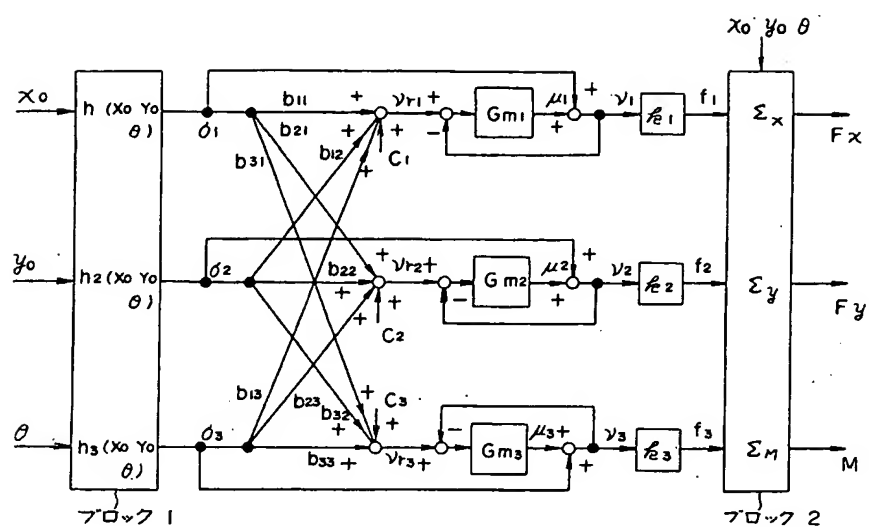 x₀ y₀ θ
x₀
h (x₀ y₀
θ)
σ₁
b₁₁
b₂₁
b₃₁
b₁₂
+
+
+
+
C₁
ν_r₁
+
−
Gm₁
μ₁
+
+
ν₁
k₁
f₁
Σx
Fx
y₀
h₂(x₀ y₀
θ)
σ₂
b₂₂
+
+
+
+
C₂
ν_r₂
+
−
Gm₂
μ₂
+
+
ν₂
k₂
f₂
Σy
Fy
b₁₃
b₂₃
b₃₂
C₃
θ
h₃(x₀ y₀
θ)
σ₃
b₃₃
+
+
+
+
ν_r₃
+
−
Gm₃
μ₃
+
+
ν₃
k₃
f₃
ΣM
M
ブロック 1
ブロック 2